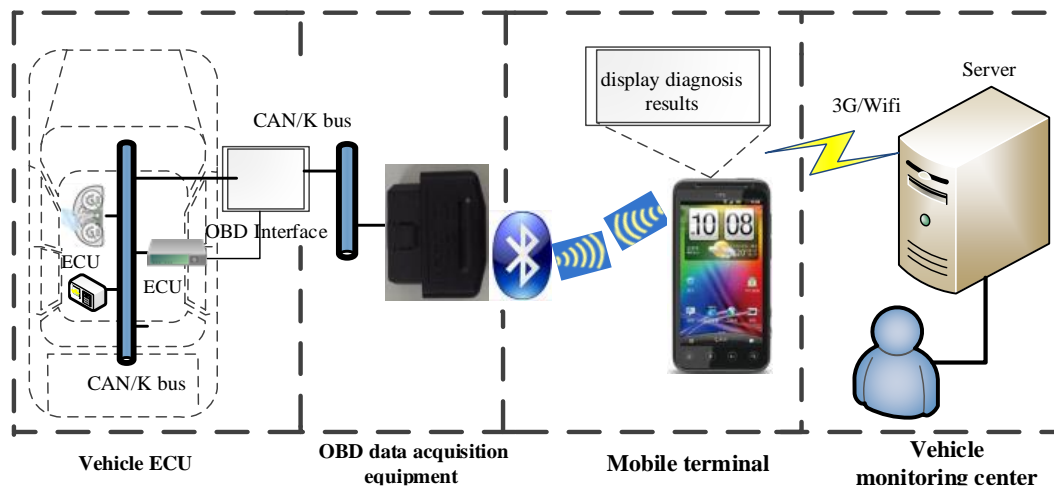 display diagnosis
results
Server
3G/Wifi
CAN/K bus
OBD Interface
ECU
ECU
CAN/K bus
10 08
Vehicle ECU
OBD data acquisition
equipment
Mobile terminal
Vehicle
monitoring center